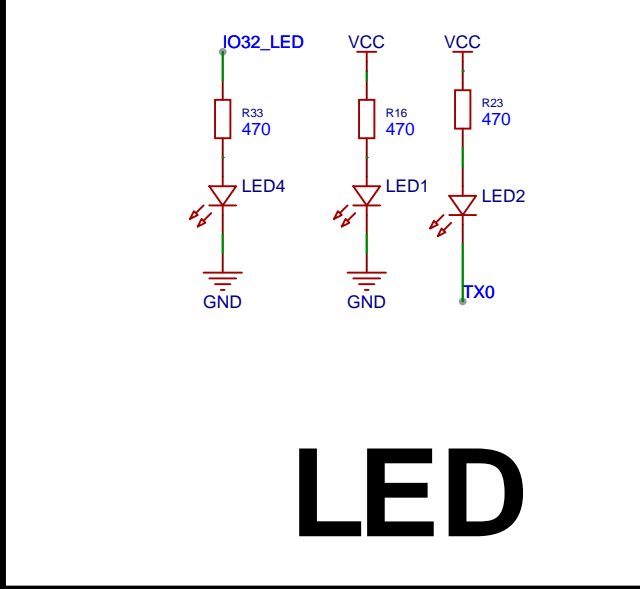 IO32_LED
VCC
VCC
R33
470
R16
470
R23
470
LED4
LED1
LED2
GND
GND
TX0
LED